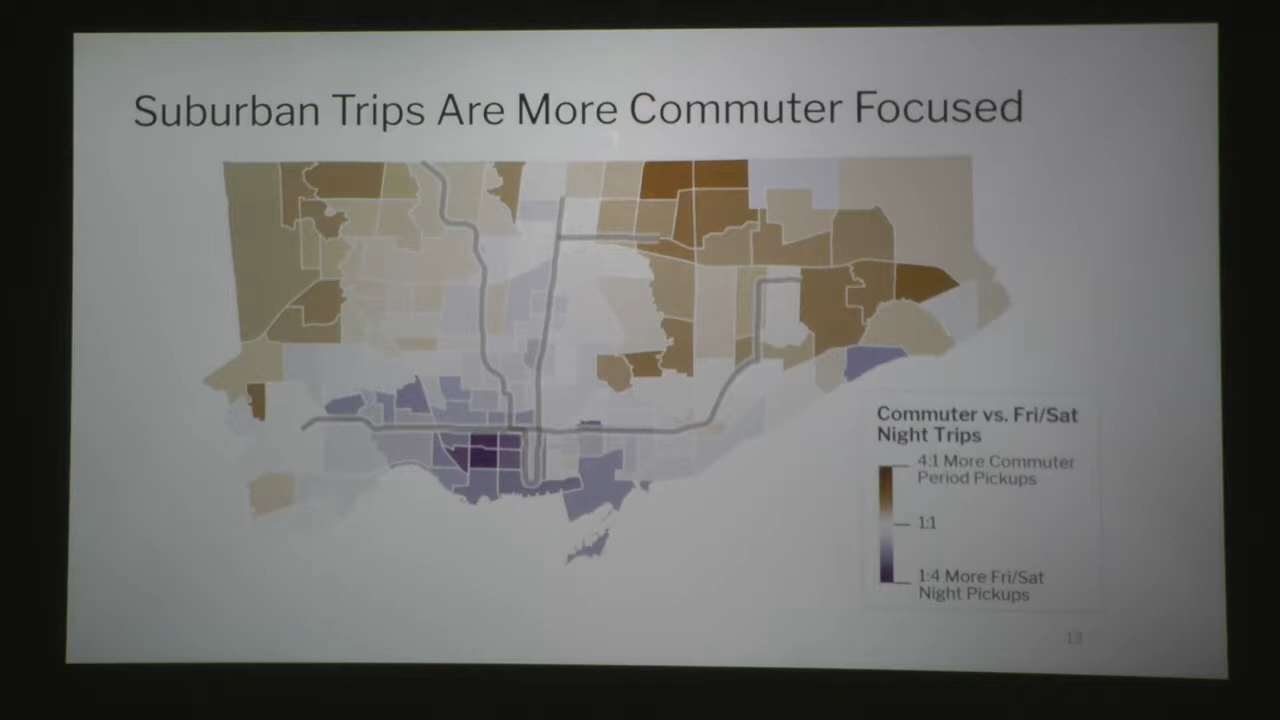 Suburban Trips Are More Commuter Focused
Commuter vs. Fri/Sat
Night Trips
4:1 More Commuter
Period Pickups
1:1
1:4 More Fri/Sat
Night Pickups
13